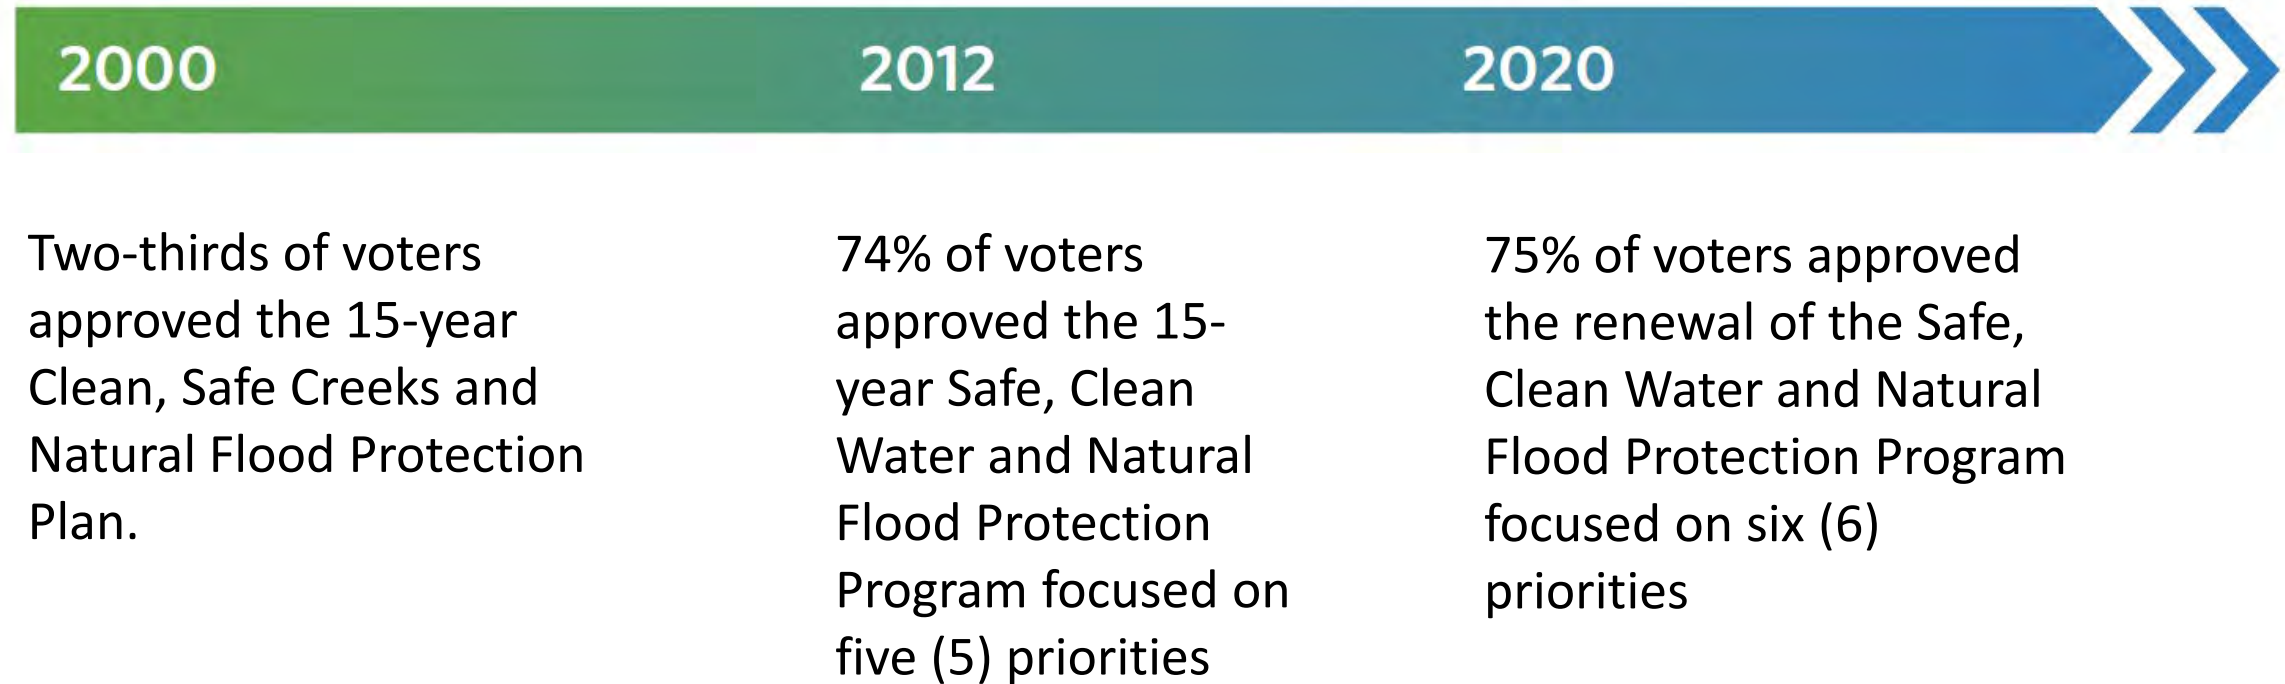 2000
2012
2020
Two-thirds of voters
approved the 15-year
Clean, Safe Creeks and
Natural Flood Protection
Plan.
74% of voters
approved the 15-
year Safe, Clean
Water and Natural
Flood Protection
Program focused on
five (5) priorities
75% of voters approved
the renewal of the Safe,
Clean Water and Natural
Flood Protection Program
focused on six (6)
priorities